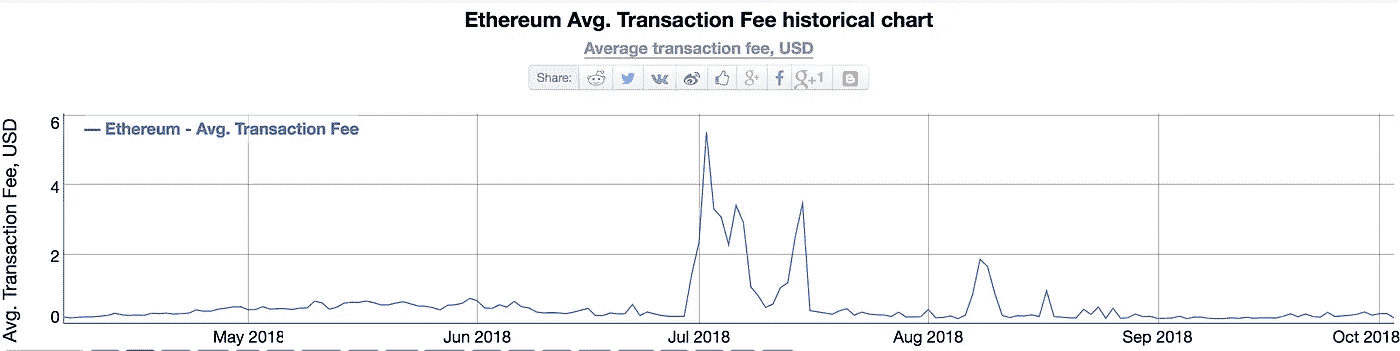 Ethereum Avg. Transaction Fee historical chart
Average transaction fee, USD
Share: g+ f g+1
Avg. Transaction Fee, USD
Ethereum - Avg. Transaction Fee
6
4
2
0
May 2018 Jun 2018 Jul 2018 Aug 2018 Sep 2018 Oct 2018